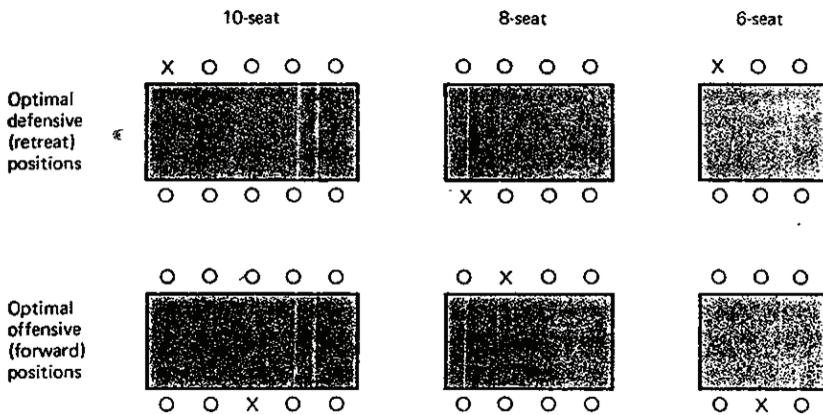 10-seat 8-seat 6-seat
X O O O O O O O O X O O
Optimal
defensive
(retreat)
positions
O O O O O X O O O O O O
O O O O O O X O O O O O
Optimal
offensive
(forward)
positions
O O X O O O O O O O X O